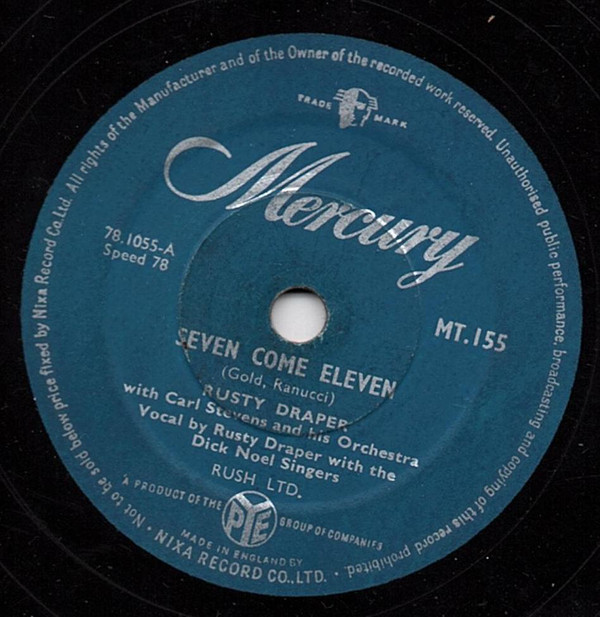 Not to be sold below price fixed by Nixa Record Co. Ltd. All rights of the Manufacturer and of the Owner of the recorded work reserved. Unauthorised public performance, broadcasting and copying of this record prohibited.
TRADE MARK
Mercury
78.1055-A
Speed 78
MT.155
SEVEN COME ELEVEN
(Gold, Ranucci)
RUSTY DRAPER
with Carl Stevens and his Orchestra
Vocal by Rusty Draper with the
Dick Noel Singers
RUSH LTD.
A PRODUCT OF THE PYE GROUP OF COMPANIES
MADE IN ENGLAND BY
NIXA RECORD CO., LTD.